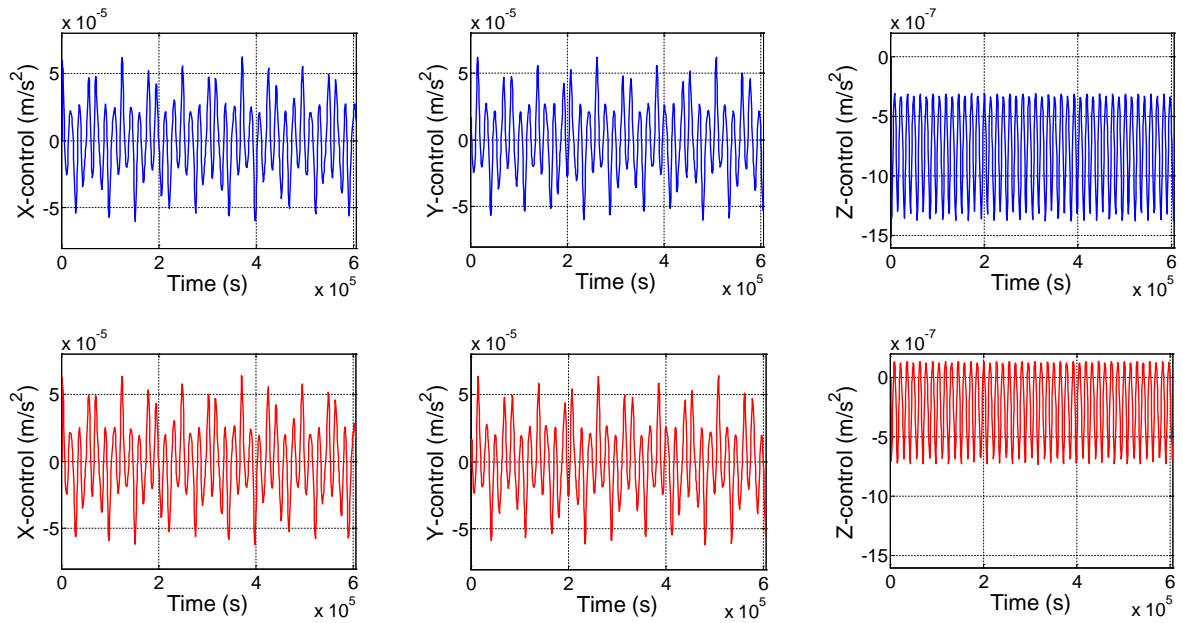 x 10^-5
X-control (m/s^2)
5
0
-5
0 2 4 6
Time (s)
x 10^5
x 10^-5
Y-control (m/s^2)
5
0
-5
0 2 4 6
Time (s)
x 10^5
x 10^-7
Z-control (m/s^2)
0
-5
-10
-15
0 2 4 6
Time (s)
x 10^5
x 10^-5
X-control (m/s^2)
5
0
-5
0 2 4 6
Time (s)
x 10^5
x 10^-5
Y-control (m/s^2)
5
0
-5
0 2 4 6
Time (s)
x 10^5
x 10^-7
Z-control (m/s^2)
0
-5
-10
-15
0 2 4 6
Time (s)
x 10^5